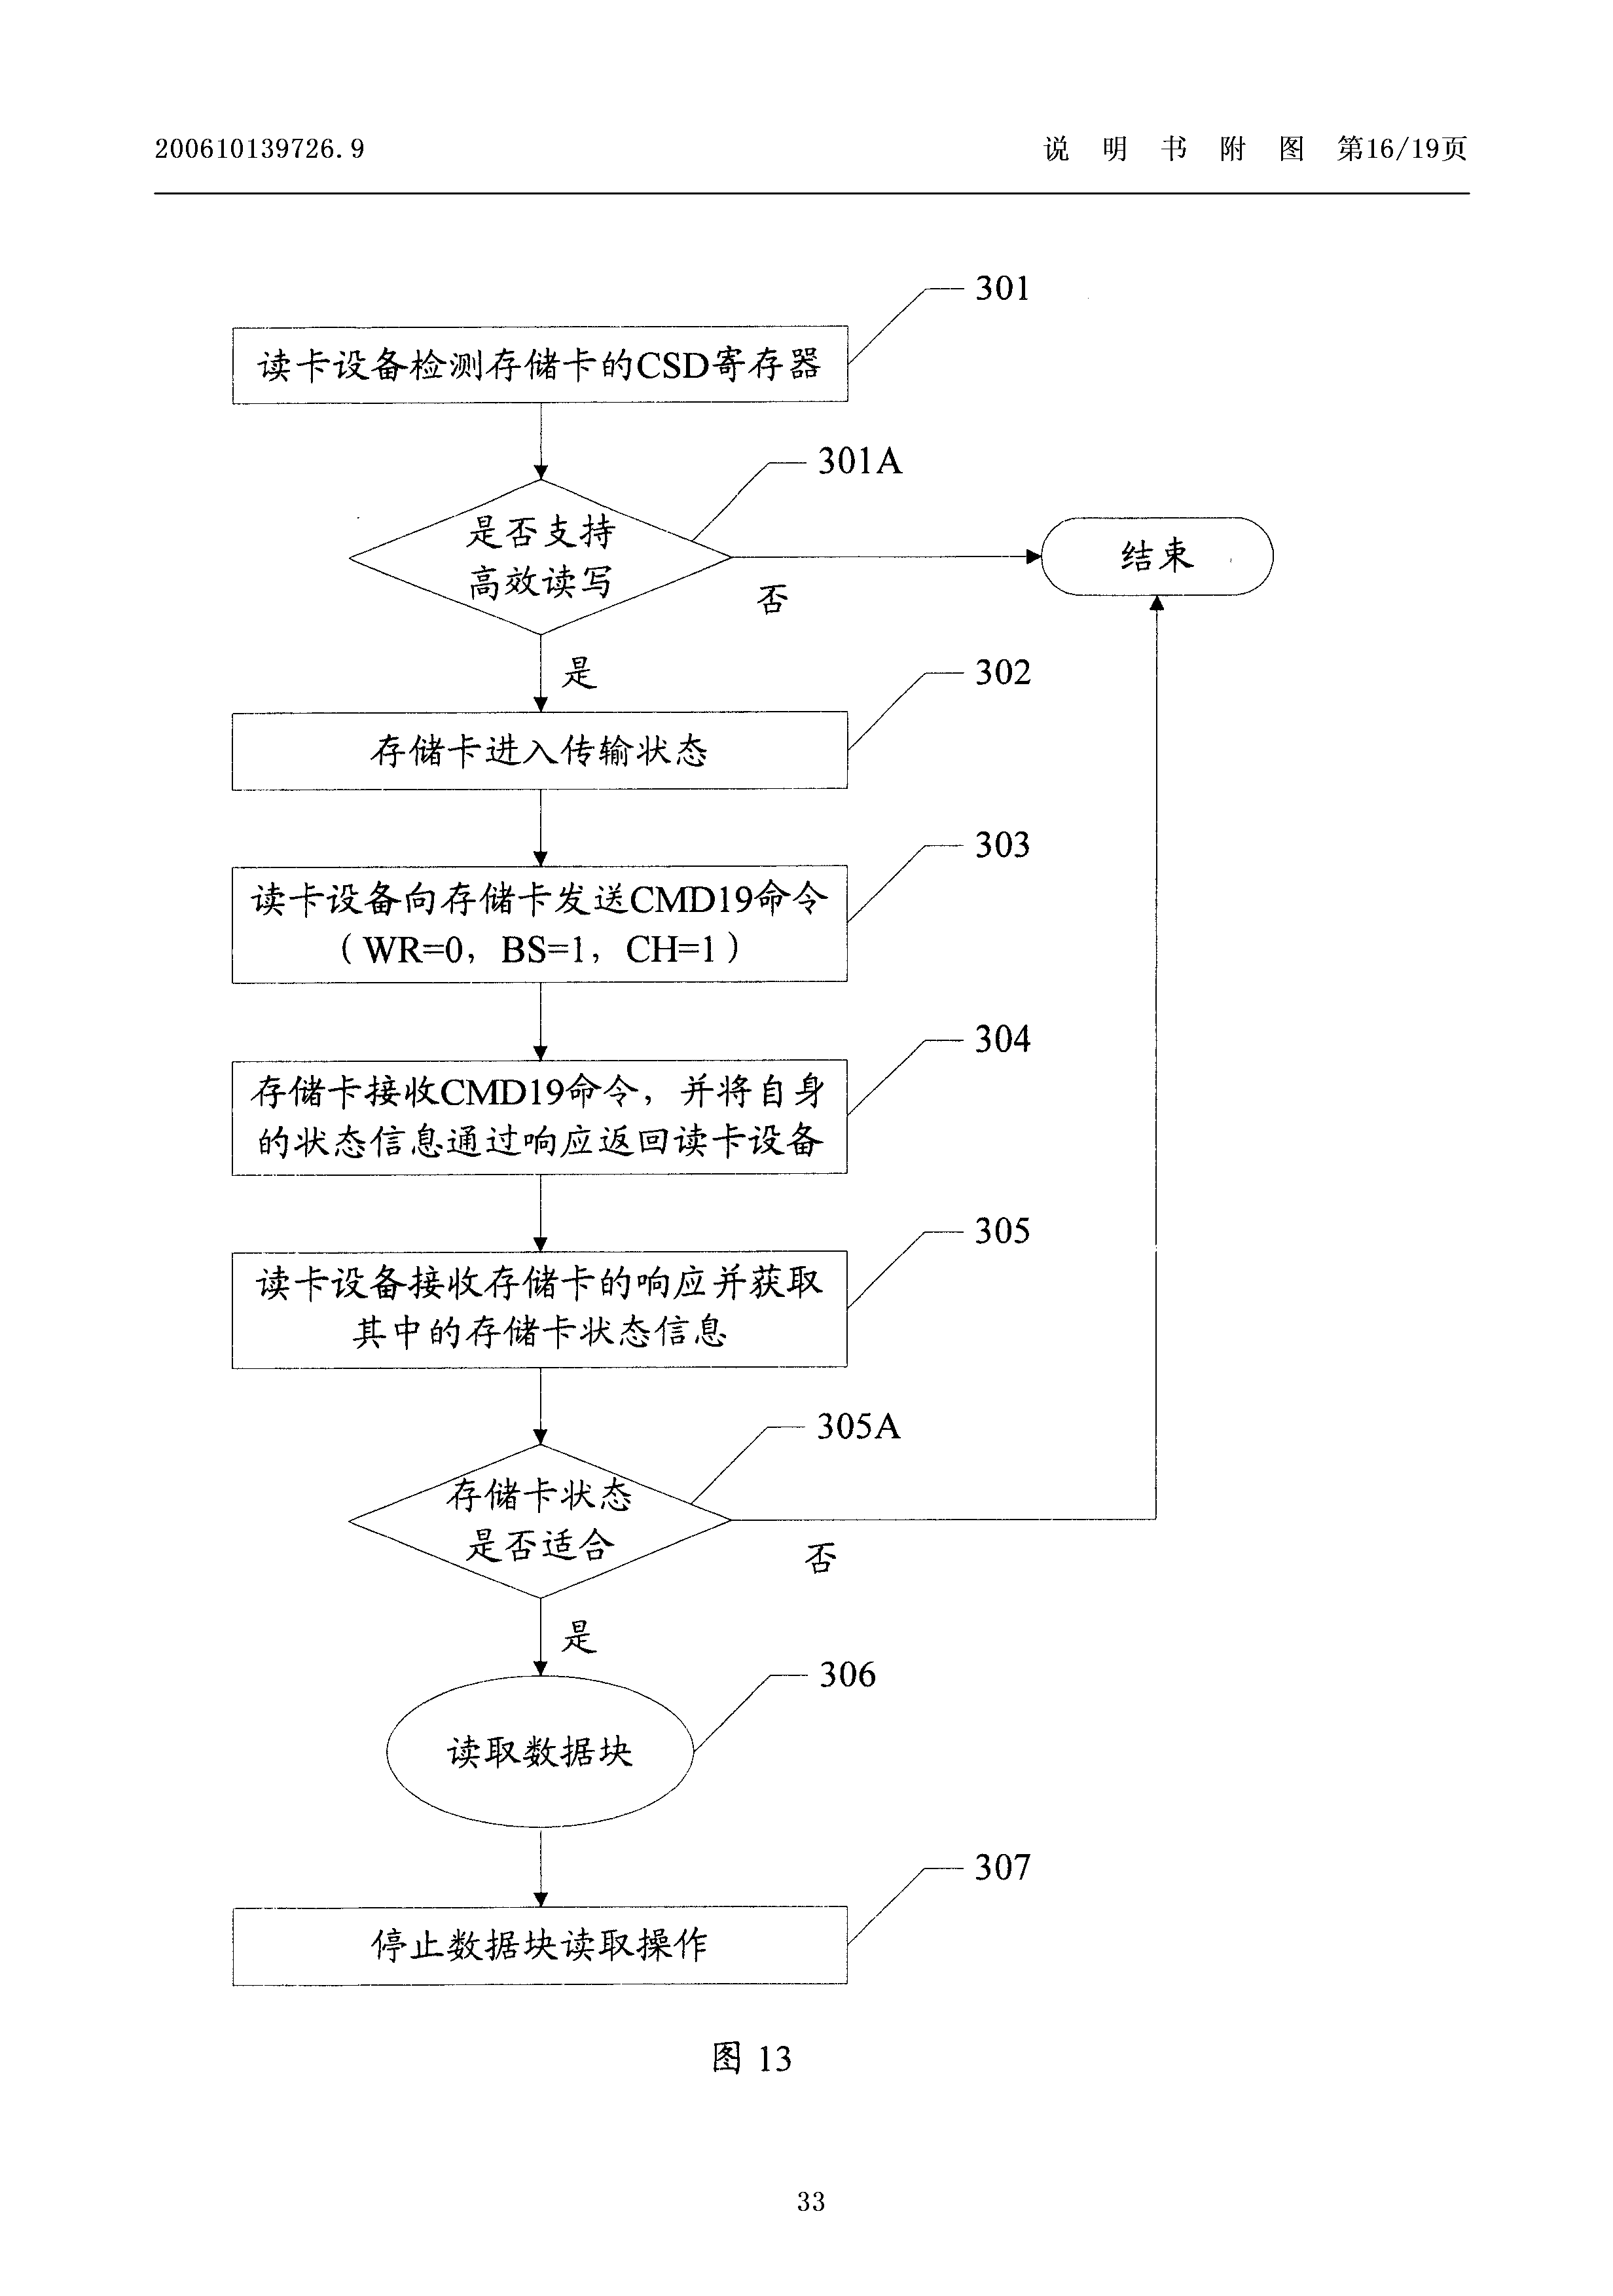 200610139726.9
说 明 书 附 图 第16/19页
301
读卡设备检测存储卡的CSD寄存器
301A
是否支持
高效读写
结束
否
是
302
存储卡进入传输状态
303
读卡设备向存储卡发送CMD19命令
（WR=0，BS=1，CH=1）
304
存储卡接收CMD19命令，并将自身
的状态信息通过响应返回读卡设备
305
读卡设备接收存储卡的响应并获取
其中的存储卡状态信息
305A
存储卡状态
是否适合
否
是
306
读取数据块
307
停止数据块读取操作
图 13
33